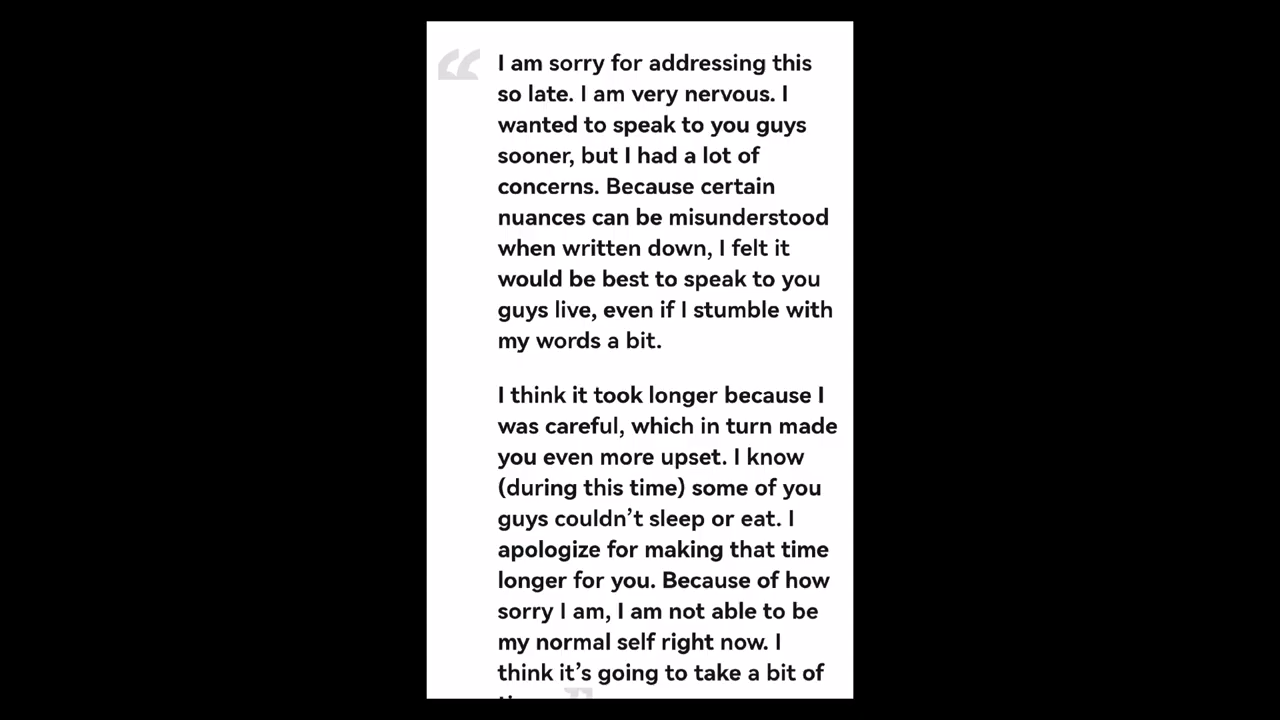 I am sorry for addressing this
so late. I am very nervous. I
wanted to speak to you guys
sooner, but I had a lot of
concerns. Because certain
nuances can be misunderstood
when written down, I felt it
would be best to speak to you
guys live, even if I stumble with
my words a bit.
I think it took longer because I
was careful, which in turn made
you even more upset. I know
(during this time) some of you
guys couldn’t sleep or eat. I
apologize for making that time
longer for you. Because of how
sorry I am, I am not able to be
my normal self right now. I
think it’s going to take a bit of